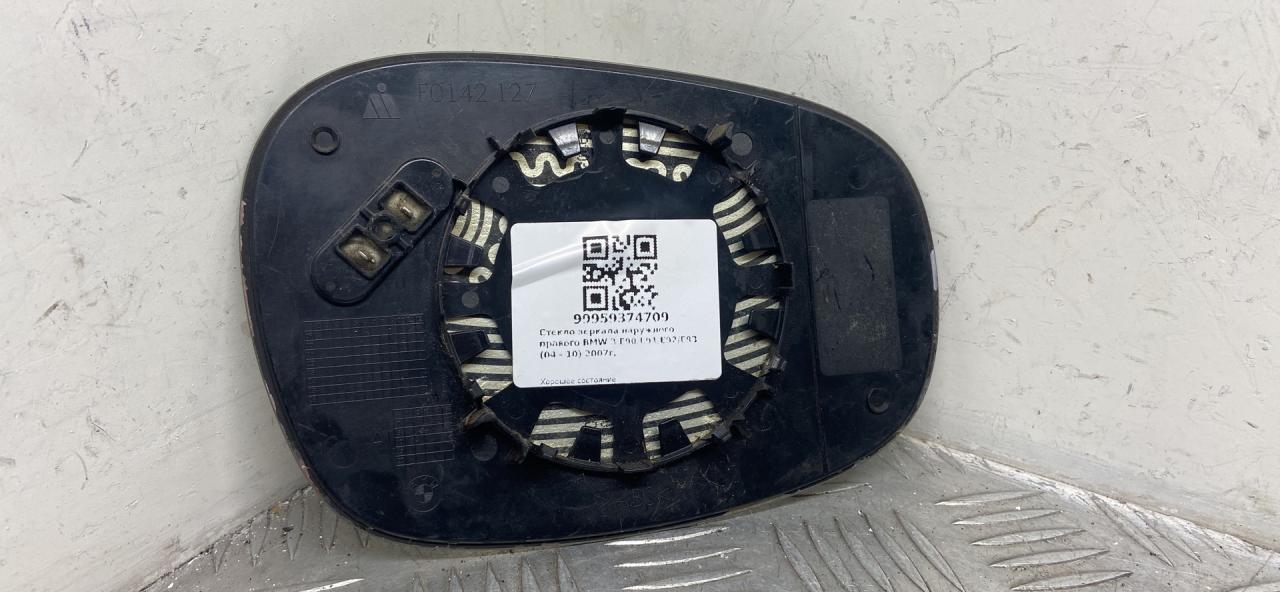 F0142 127
99959374709
Стекло зеркала наружного
правого BMW 3 E90/E91/E92/E93
(04 - 10) 2007г.
Хорошее состояние